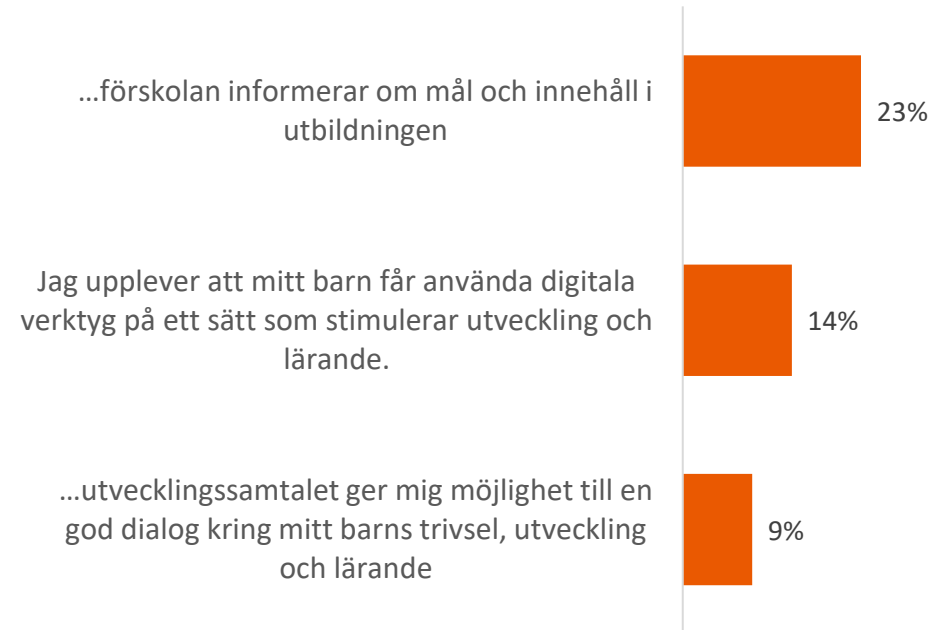 …förskolan informerar om mål och innehåll i
utbildningen
23%
Jag upplever att mitt barn får använda digitala
verktyg på ett sätt som stimulerar utveckling och
lärande.
14%
…utvecklingssamtalet ger mig möjlighet till en
god dialog kring mitt barns trivsel, utveckling
och lärande
9%